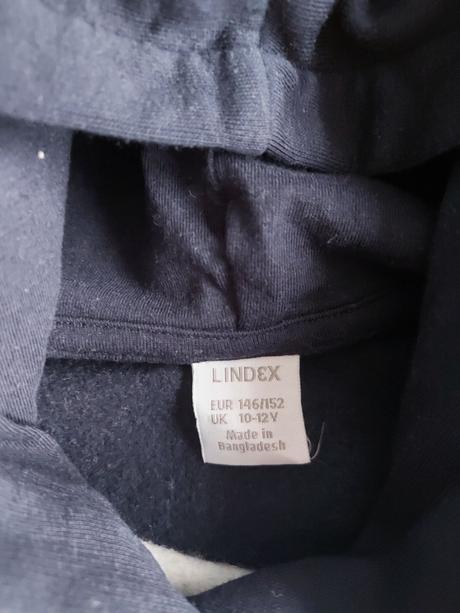 LINDEX
EUR 146/152
UK 10-12Y
Made in
Bangladesh